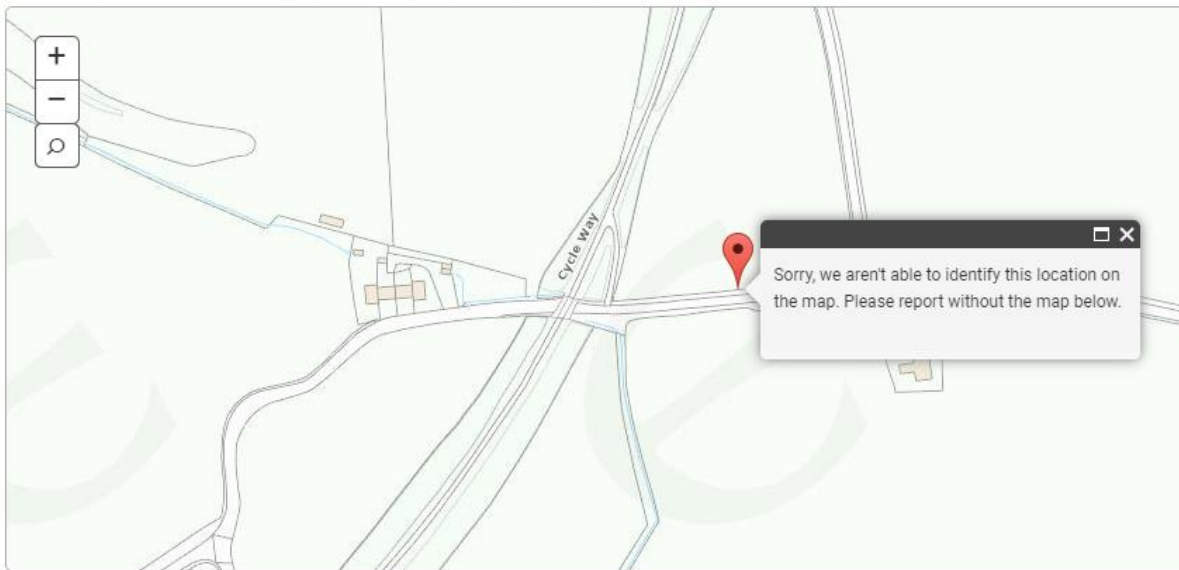 +
−
Cycle Way
Sorry, we aren't able to identify this location on
the map. Please report without the map below.
e
e